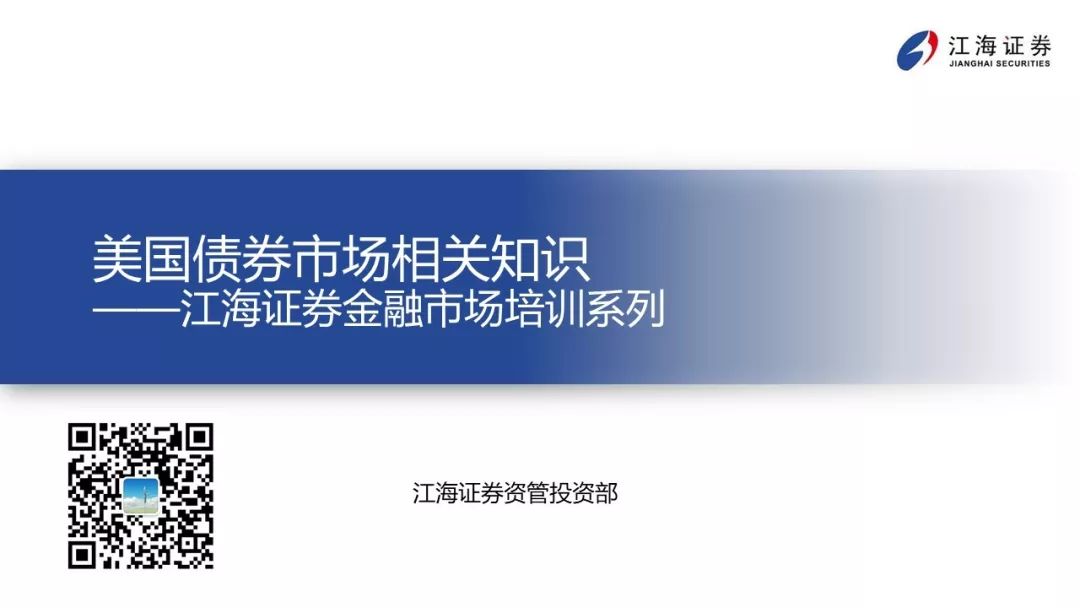 江海证券
JIANGHAI SECURITIES
美国债券市场相关知识
——江海证券金融市场培训系列
江海证券资管投资部